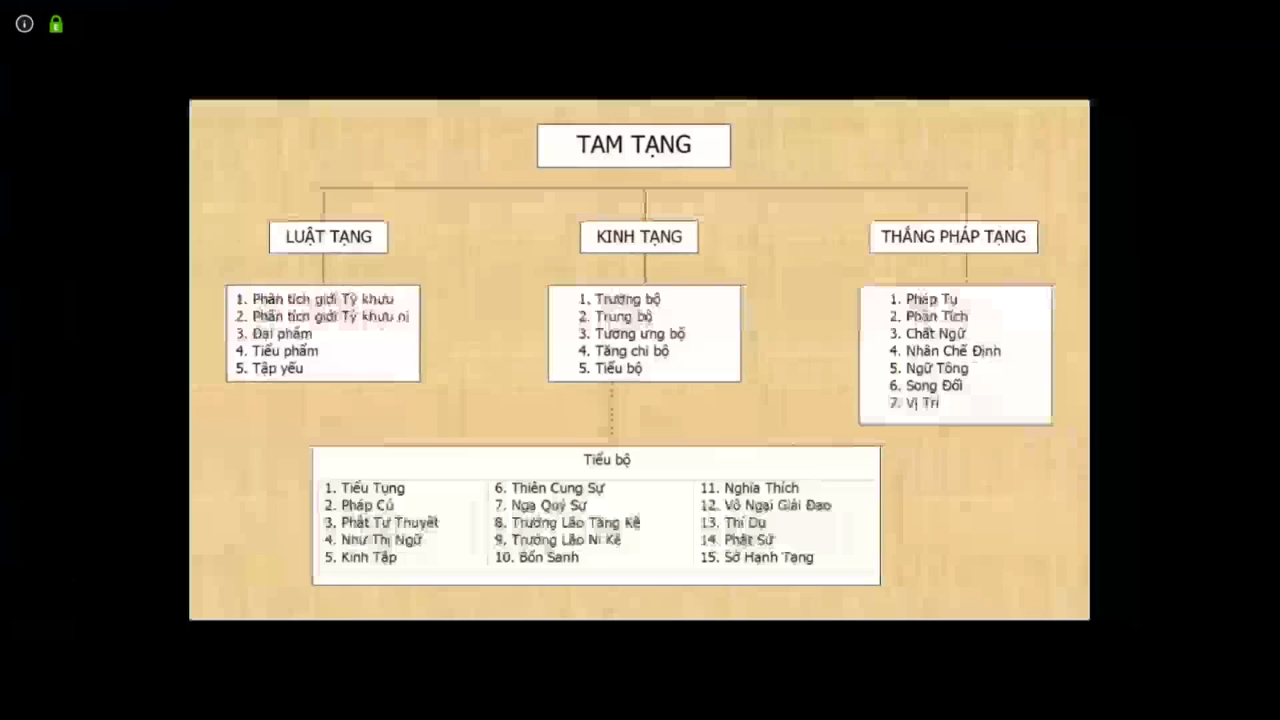 TAM TẠNG
LUẬT TẠNG
KINH TẠNG
THẮNG PHÁP TẠNG
1. Phân tích giới Tỳ khưu
2. Phân tích giới Tỳ khưu ni
3. Đại phẩm
4. Tiểu phẩm
5. Tập yếu
1. Trường bộ
2. Trung bộ
3. Tương ưng bộ
4. Tăng chi bộ
5. Tiểu bộ
1. Pháp Tụ
2. Phân Tích
3. Chất Ngữ
4. Nhân Chế Định
5. Ngữ Tông
6. Song Đối
7. Vị Trí
Tiểu bộ
1. Tiểu Tụng
2. Pháp Cú
3. Phật Tự Thuyết
4. Như Thị Ngữ
5. Kinh Tập
6. Thiên Cung Sự
7. Ngạ Quỷ Sự
8. Trưởng Lão Tăng Kệ
9. Trưởng Lão Ni Kệ
10. Bổn Sanh
11. Nghĩa Thích
12. Vô Ngại Giải Đạo
13. Thí Dụ
14. Phật Sử
15. Sở Hạnh Tạng